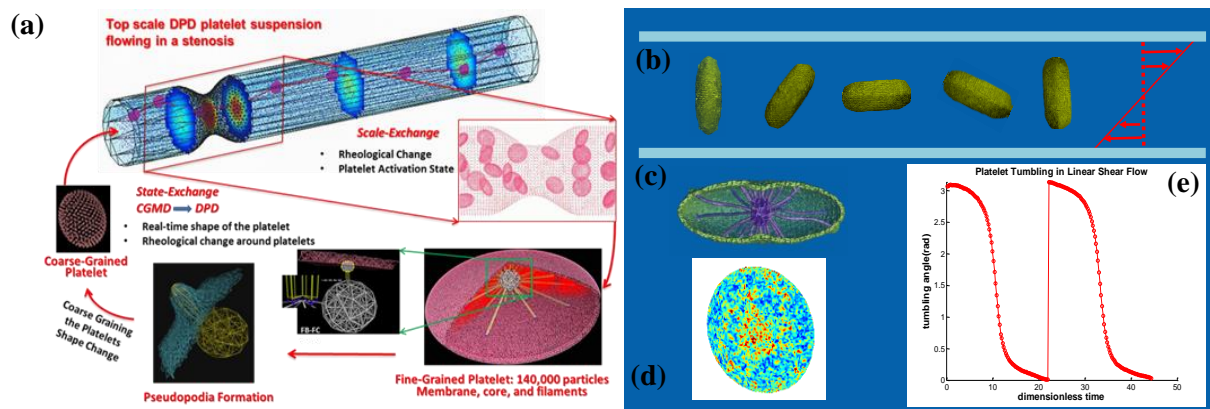 (a)
Top scale DPD platelet suspension
flowing in a stenosis
Scale-Exchange
• Rheological Change
• Platelet Activation State
State-Exchange
CGMD DPD
• Real-time shape of the platelet
• Rheological change around platelets
Coarse-Grained
Platelet
Coarse Graining
the Platelets
Shape Change
Pseudopodia Formation
FB-FC
Fine-Grained Platelet: 140,000 particles
Membrane, core, and filaments
(b)
(c)
(d)
(e)
Platelet Tumbling in Linear Shear Flow
tumbling angle(rad)
3
2.5
2
1.5
1
0.5
0
0 10 20 30 40 50
dimensionless time